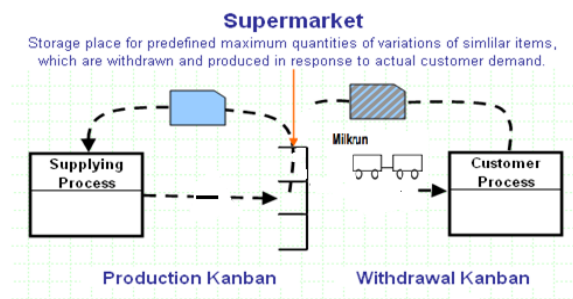 Supermarket
Storage place for predefined maximum quantities of variations of simlilar items,
which are withdrawn and produced in response to actual customer demand.
Milkrun
Supplying
Process
Customer
Process
Production Kanban
Withdrawal Kanban